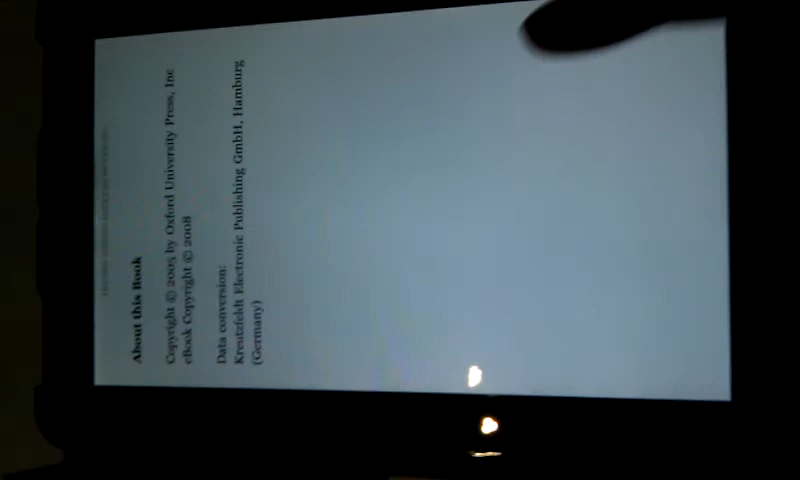 About this Book
Copyright © 2005 by Oxford University Press, Inc
eBook Copyright © 2008
Data conversion:
Kreutzfeldt Electronic Publishing GmbH, Hamburg
(Germany)